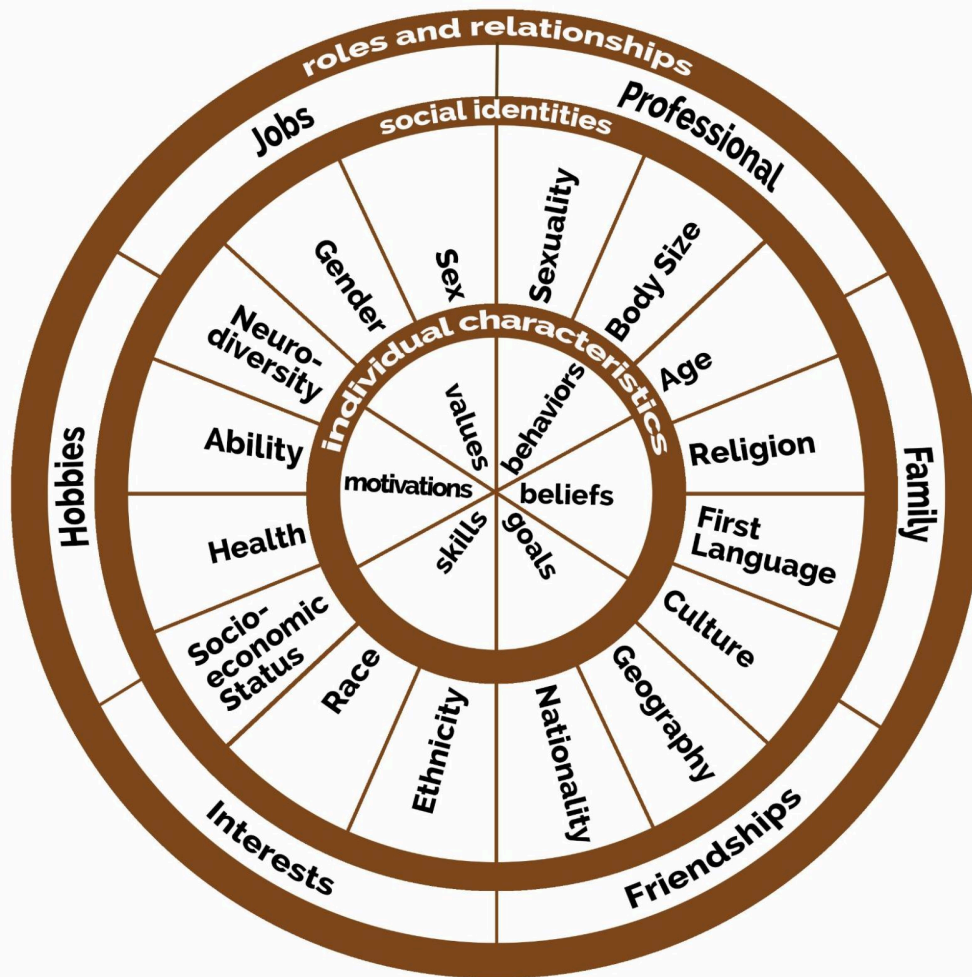 roles and relationships
Jobs
Professional
Family
Friendships
Interests
Hobbies
social identities
Sex
Sexuality
Body Size
Age
Religion
First
Language
Culture
Geography
Nationality
Ethnicity
Race
Socio-
economic
Status
Health
Ability
Neuro-
diversity
Gender
individual characteristics
values
behaviors
beliefs
goals
skills
motivations